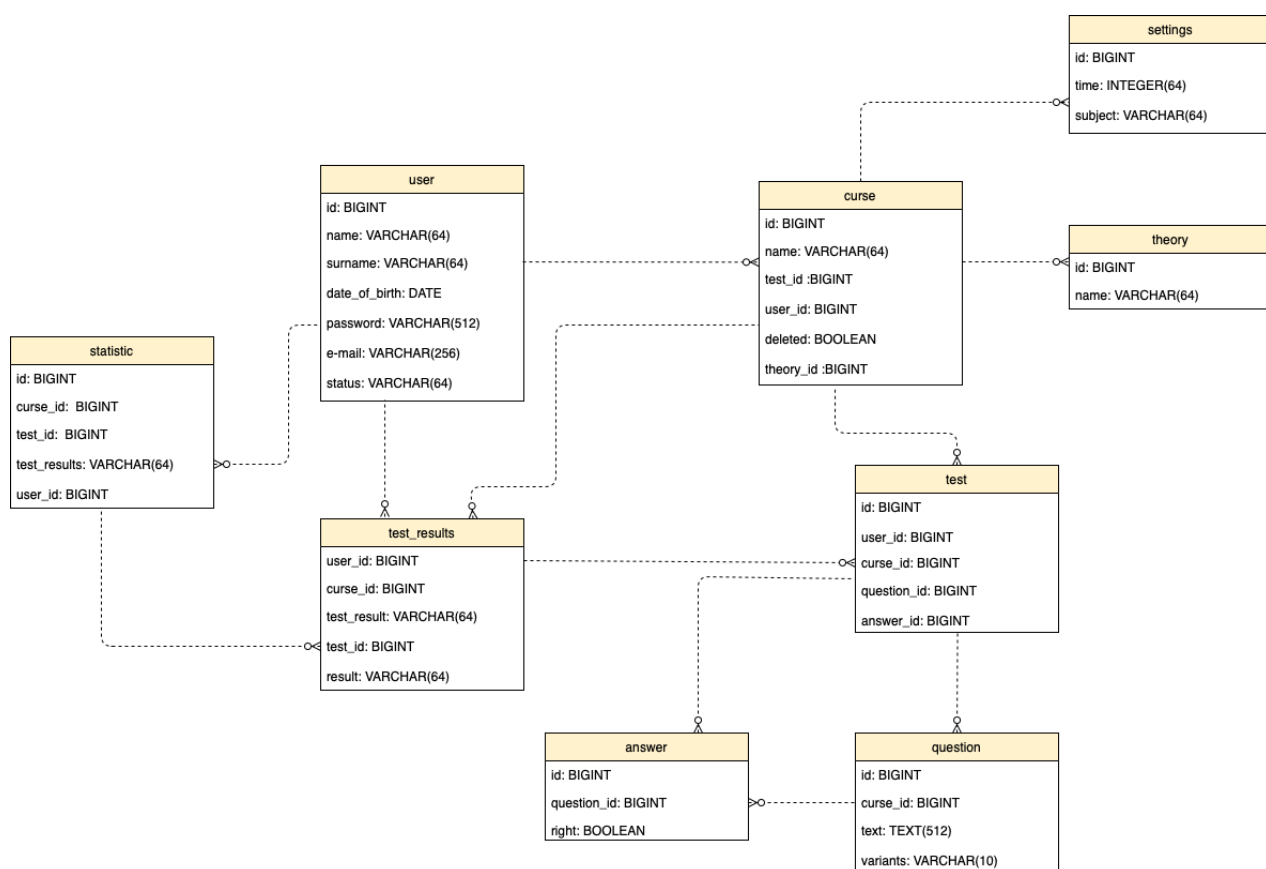 settings
id: BIGINT
time: INTEGER(64)
subject: VARCHAR(64)
user
id: BIGINT
name: VARCHAR(64)
surname: VARCHAR(64)
date_of_birth: DATE
password: VARCHAR(512)
e-mail: VARCHAR(256)
status: VARCHAR(64)
curse
id: BIGINT
name: VARCHAR(64)
test_id :BIGINT
user_id: BIGINT
deleted: BOOLEAN
theory_id :BIGINT
theory
id: BIGINT
name: VARCHAR(64)
statistic
id: BIGINT
curse_id:  BIGINT
test_id:  BIGINT
test_results: VARCHAR(64)
user_id: BIGINT
test_results
user_id: BIGINT
curse_id: BIGINT
test_result: VARCHAR(64)
test_id: BIGINT
result: VARCHAR(64)
test
id: BIGINT
user_id: BIGINT
curse_id: BIGINT
question_id: BIGINT
answer_id: BIGINT
answer
id: BIGINT
question_id: BIGINT
right: BOOLEAN
question
id: BIGINT
curse_id: BIGINT
text: TEXT(512)
variants: VARCHAR(10)